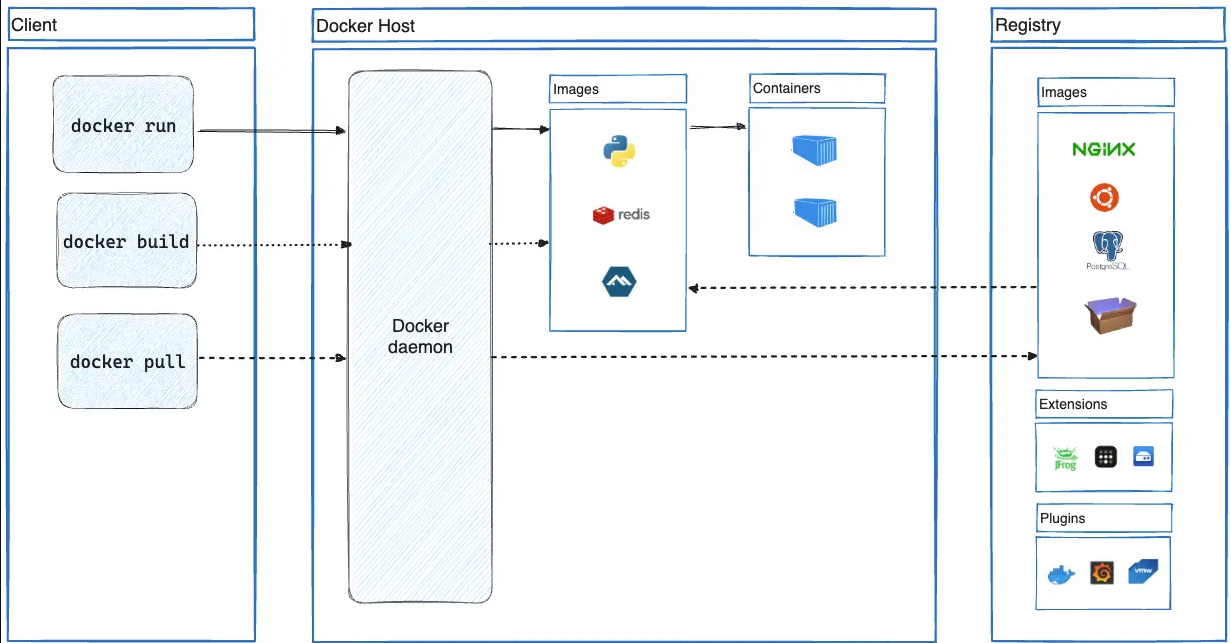 Client
docker run
docker build
docker pull
Docker Host
Docker
daemon
Images
redis
Containers
Registry
Images
NGINX
PostgreSQL
Extensions
JFrog
Plugins
vmw